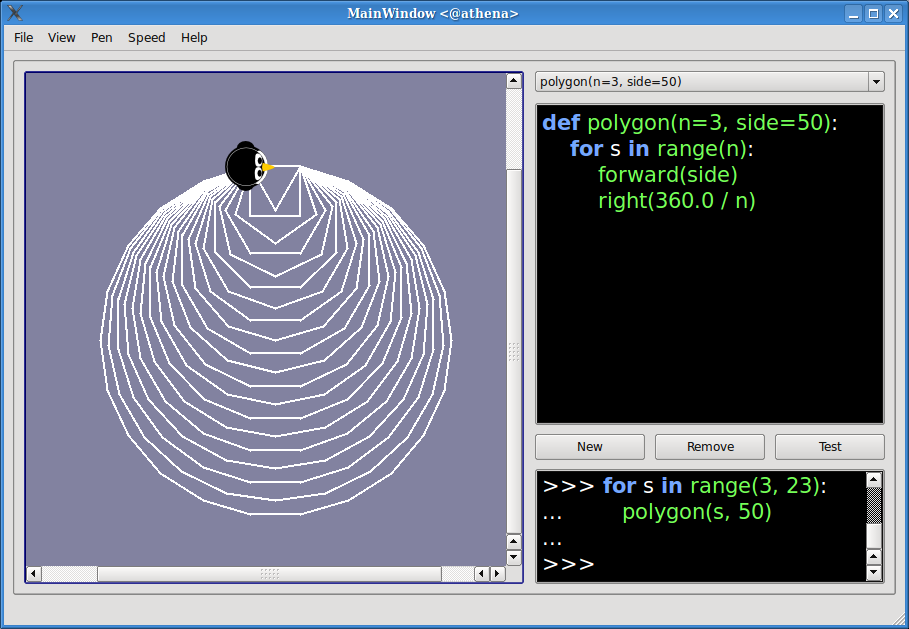 MainWindow <@athena>
File View Pen Speed Help
polygon(n=3, side=50)
def polygon(n=3, side=50):
for s in range(n):
forward(side)
right(360.0 / n)
New Remove Test
>>> for s in range(3, 23):
... polygon(s, 50)
...
>>>